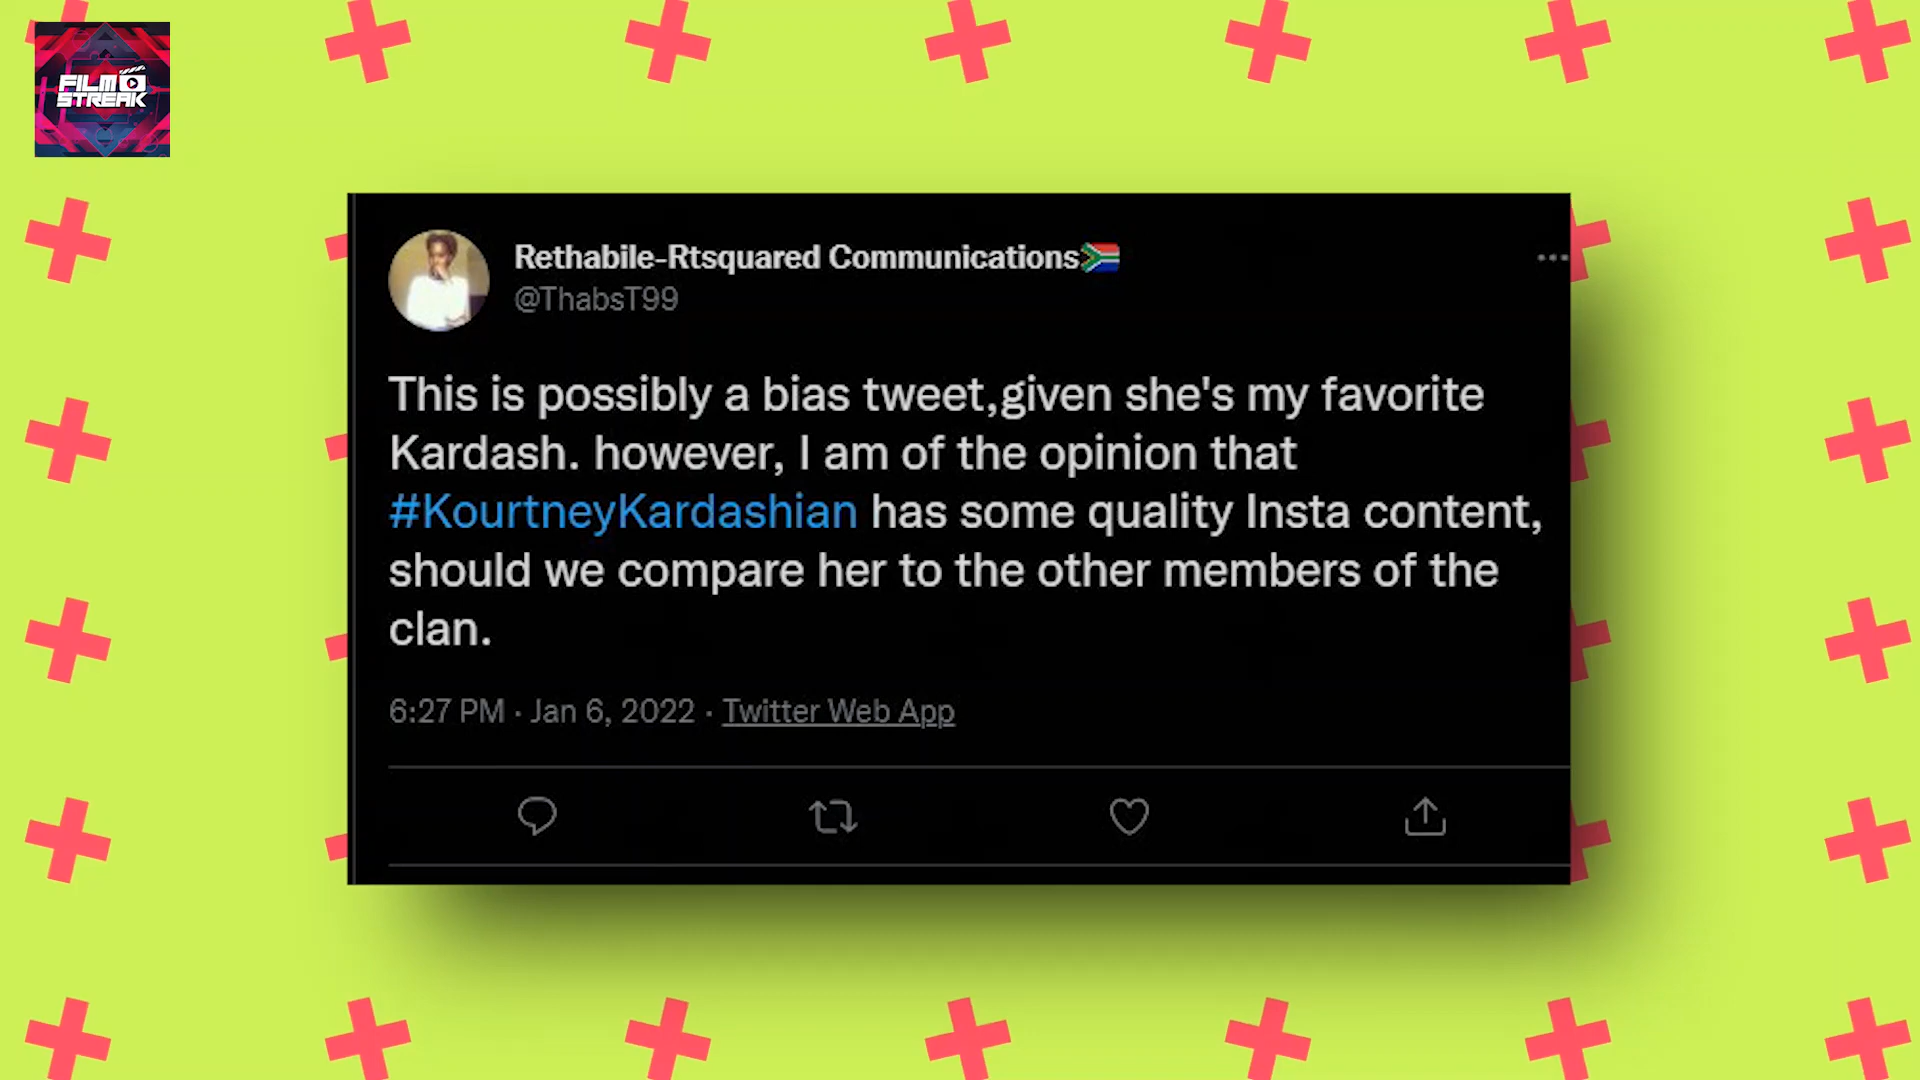 FILM
STREAK
Rethabile-Rtsquared Communications🇿🇦
@ThabsT99
This is possibly a bias tweet,given she's my favorite
Kardash. however, I am of the opinion that
#KourtneyKardashian has some quality Insta content,
should we compare her to the other members of the
clan.
6:27 PM · Jan 6, 2022 · Twitter Web App